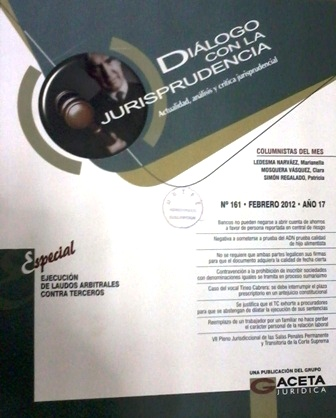 DIÁLOGO
CON LA
JURISPRUDENCIA
Actualidad, análisis y crítica jurisprudencial
COLUMNISTAS DEL MES
LEDESMA NARVÁEZ, Marianella
MOSQUERA VÁSQUEZ, Clara
SIMÓN REGALADO, Patricia
Nº 161 • FEBRERO 2012 • AÑO 17
Bancos no pueden negarse a abrir cuenta de ahorros
a favor de persona reportada en central de riesgo
Negativa a someterse a prueba del ADN prueba calidad
de hija alimentista
No se requiere que ambas partes legalicen sus firmas
para que el documento adquiera la calidad de fecha cierta
Contravención a la prohibición de inscribir sociedades
con denominaciones iguales se tramita en proceso sumarísimo
Caso del vocal Tineo Cabrera: se debe interrumpir el plazo
prescriptorio en un antejuicio constitucional
Se justifica que el TC exhorte a procuradores
para que se abstengan de dilatar la ejecución de sus sentencias
Reemplazo de un trabajador por un familiar no hace perder
el carácter personal de la relación laboral
VII Pleno Jurisdiccional de las Salas Penales Permanente
y Transitoria de la Corte Suprema
Especial
EJECUCIÓN
DE LAUDOS ARBITRALES
CONTRA TERCEROS
UNA PUBLICACIÓN DEL GRUPO
GACETA
JURÍDICA